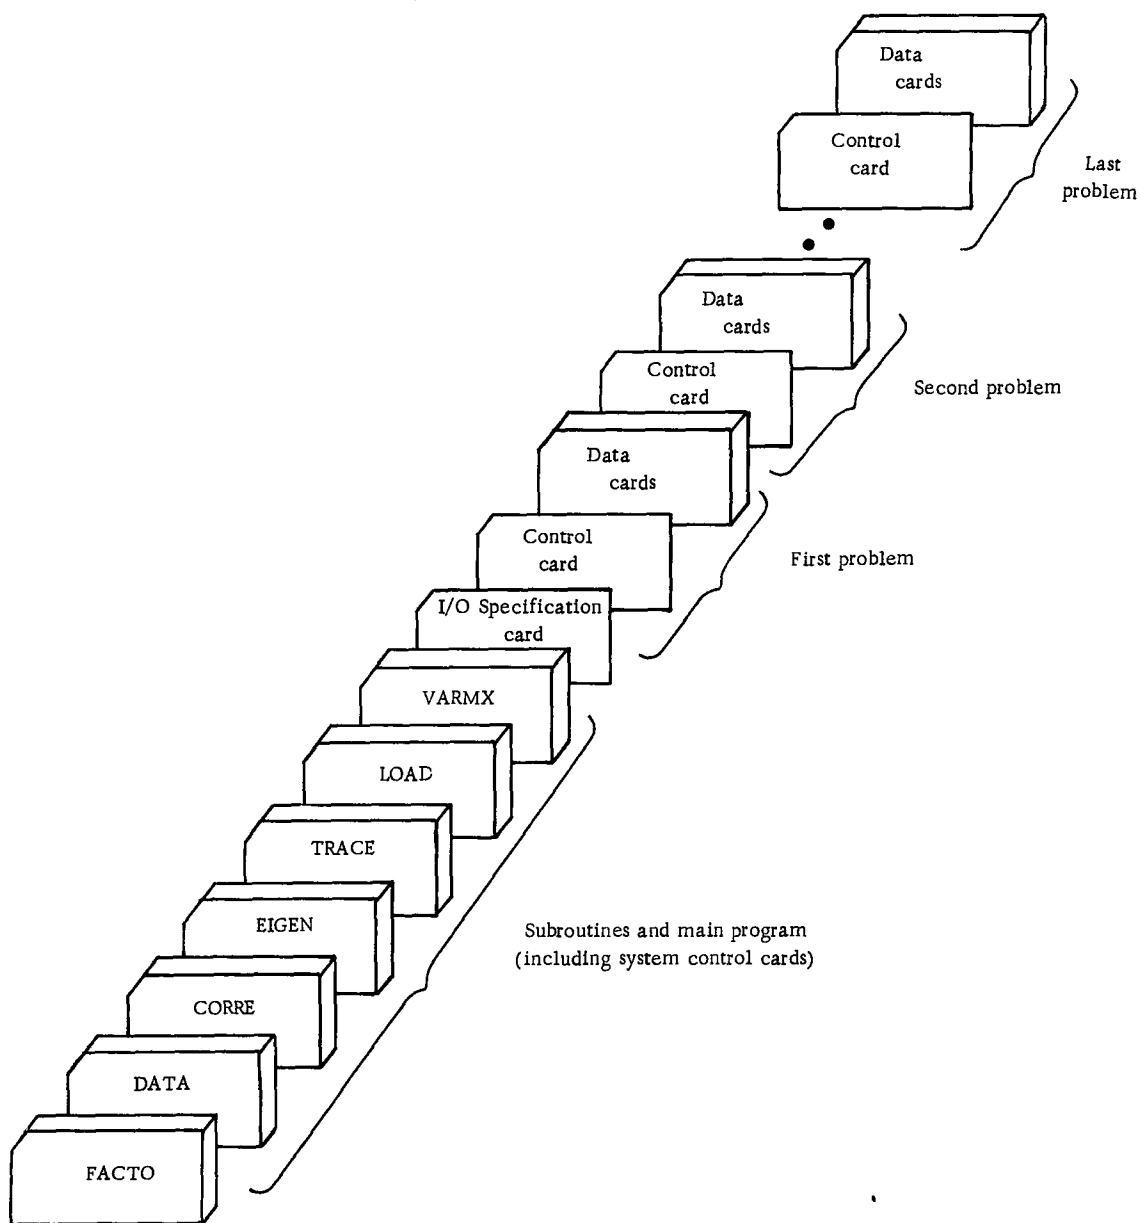 Data
cards
Control
card
Last
problem
Data
cards
Control
card
Second problem
Data
cards
Control
card
First problem
I/O Specification
card
VARMX
LOAD
TRACE
EIGEN
Subroutines and main program
(including system control cards)
CORRE
DATA
FACTO